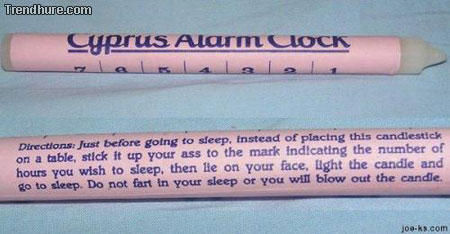 Trendhure.com
Cyprus Alarm Clock
7 6 5 4 3 2 1
Directions: Just before going to sleep, instead of placing this candlestick
on a table, stick it up your ass to the mark indicating the number of
hours you wish to sleep, then lie on your face, light the candle and
go to sleep. Do not fart in your sleep or you will blow out the candle.
joe-ks.com